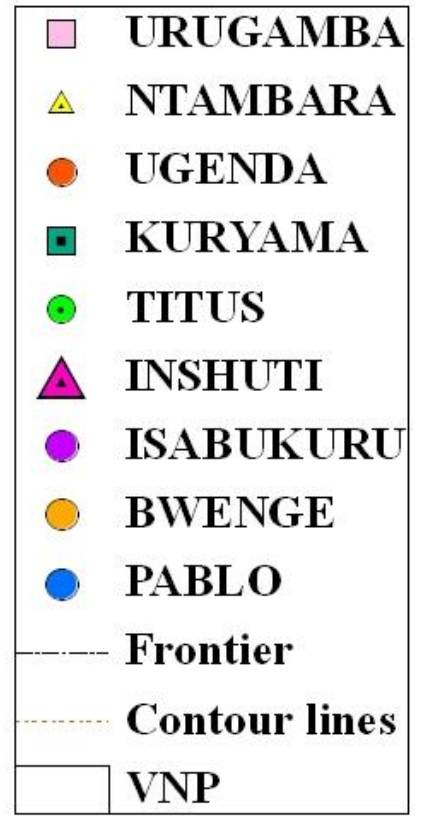 URUGAMBA
NTAMBARA
UGENDA
KURYAMA
TITUS
INSHUTI
ISABUKURU
BWENGE
PABLO
Frontier
Contour lines
VNP